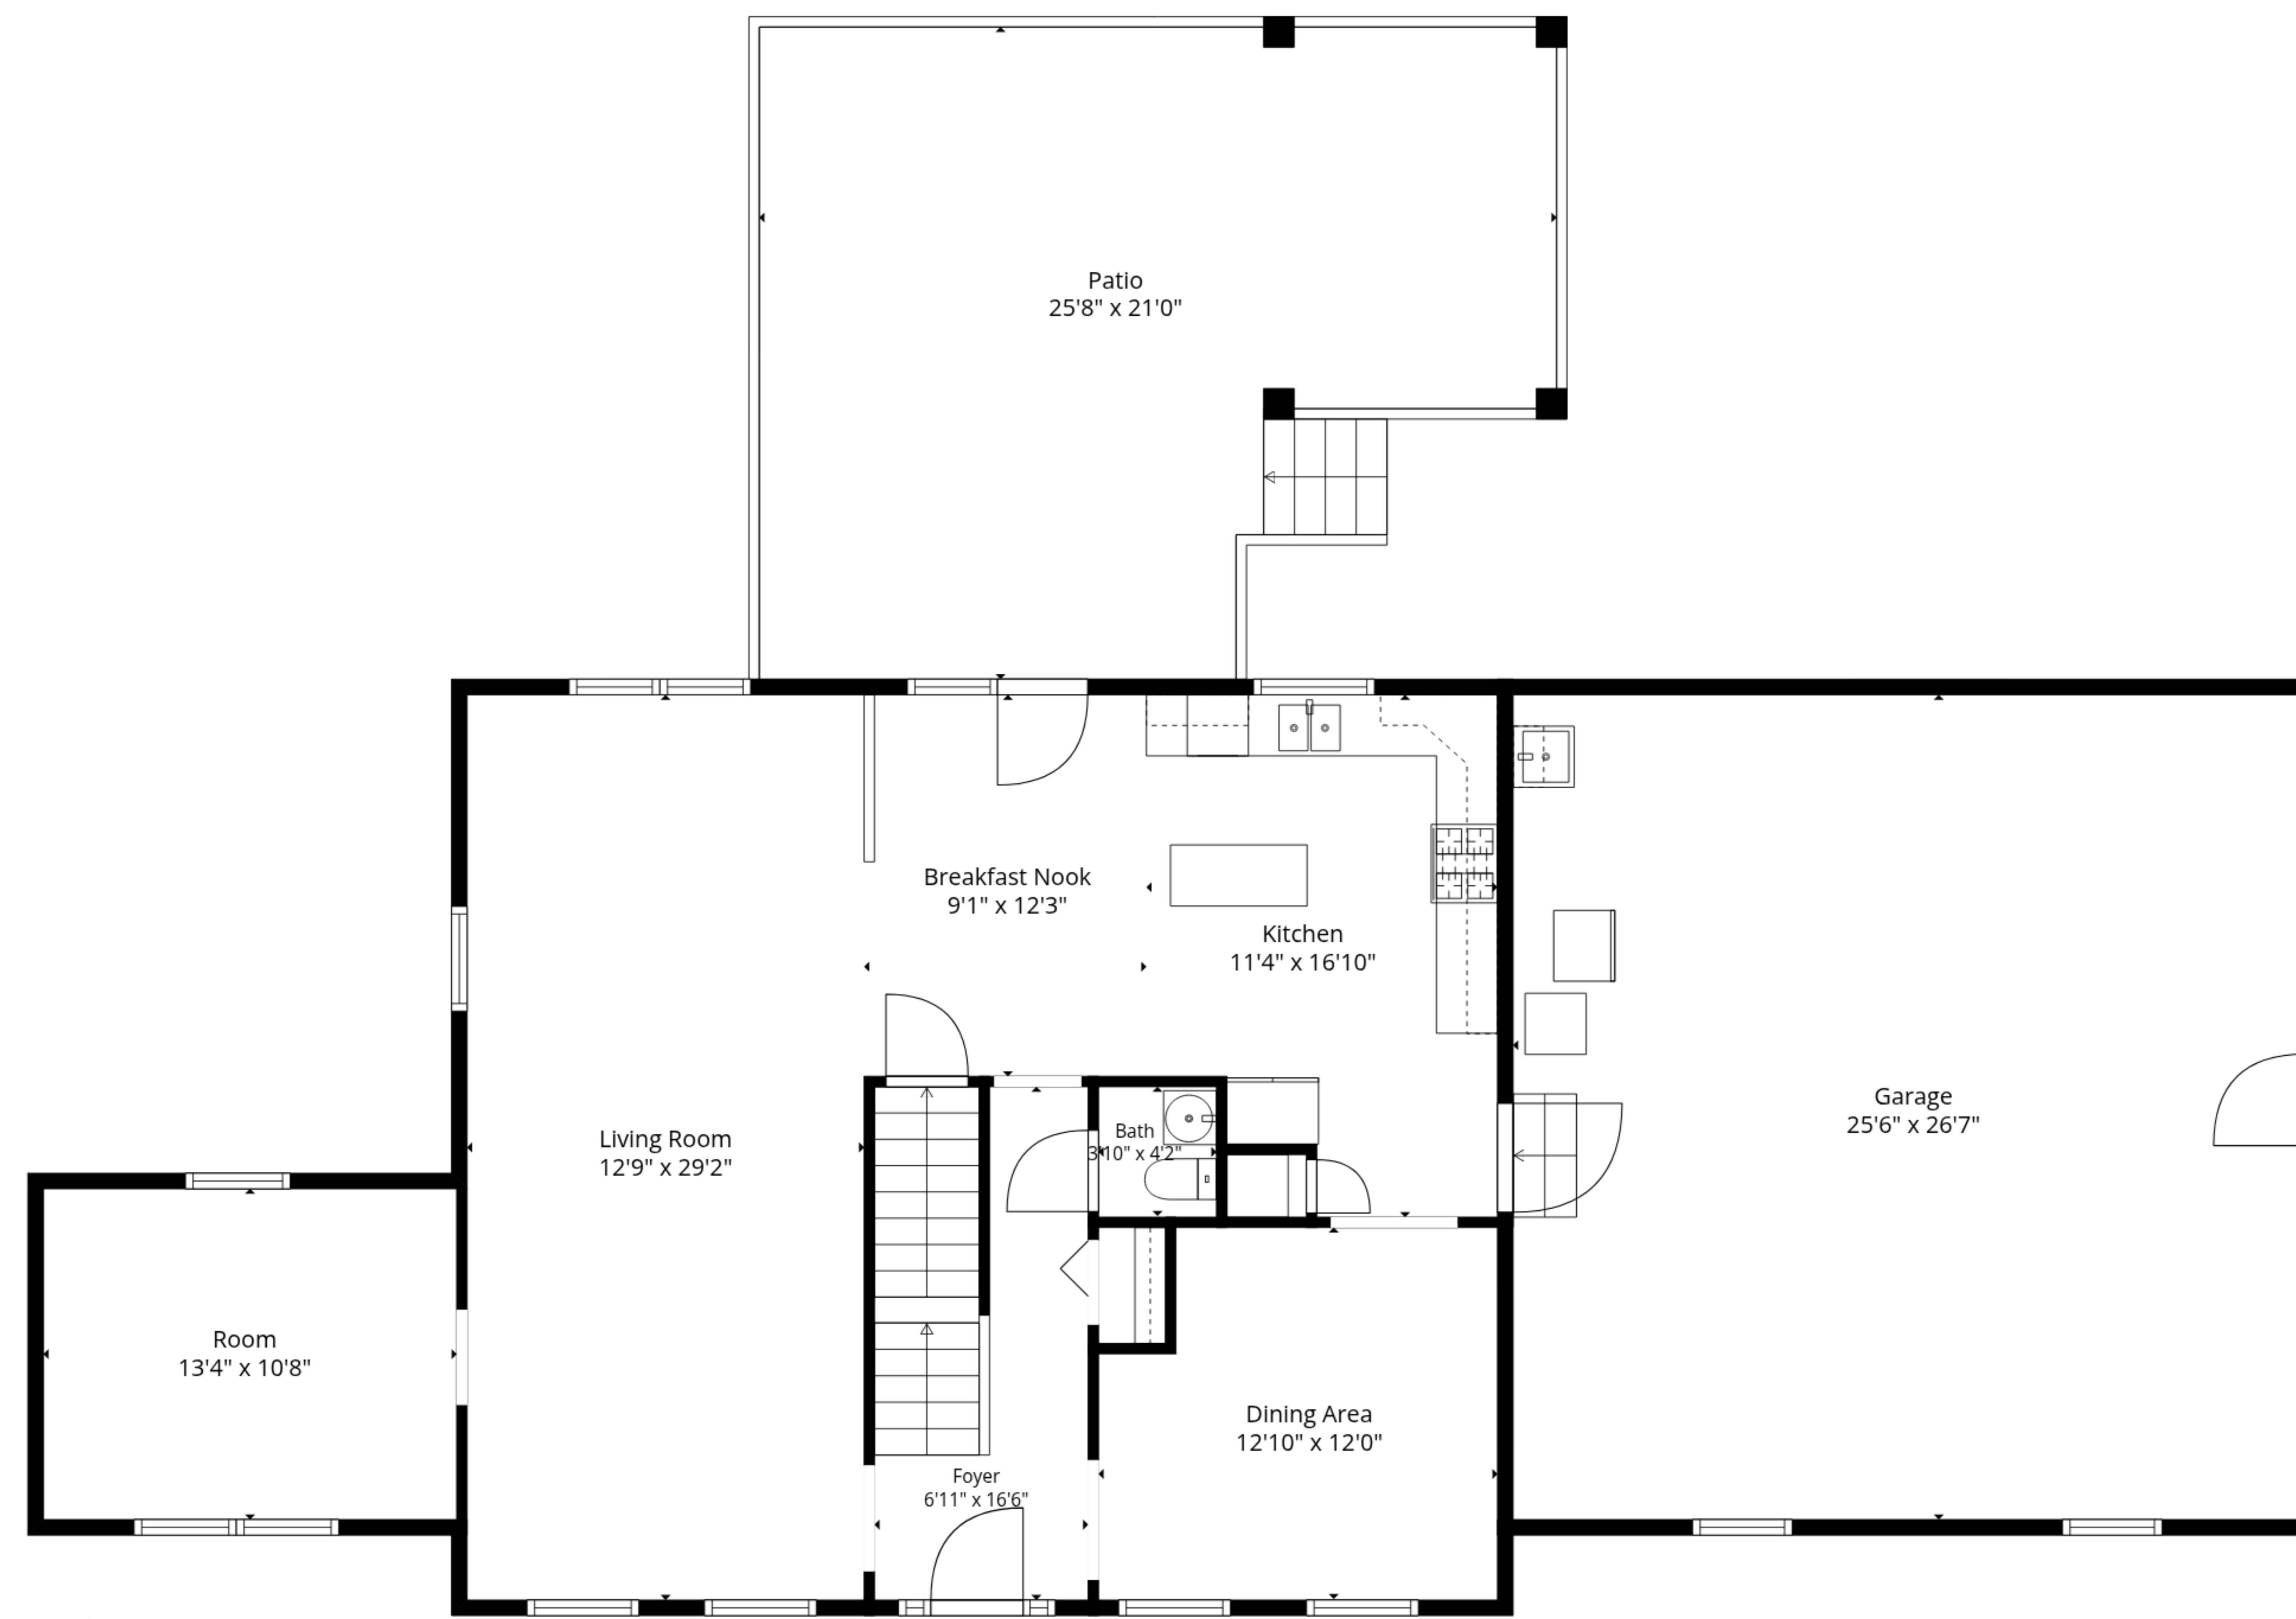 Patio
25'8" x 21'0"
Breakfast Nook
9'1" x 12'3"
Kitchen
11'4" x 16'10"
Living Room
12'9" x 29'2"
Bath
3'10" x 4'2"
Garage
25'6" x 26'7"
Room
13'4" x 10'8"
Dining Area
12'10" x 12'0"
Foyer
6'11" x 16'6"